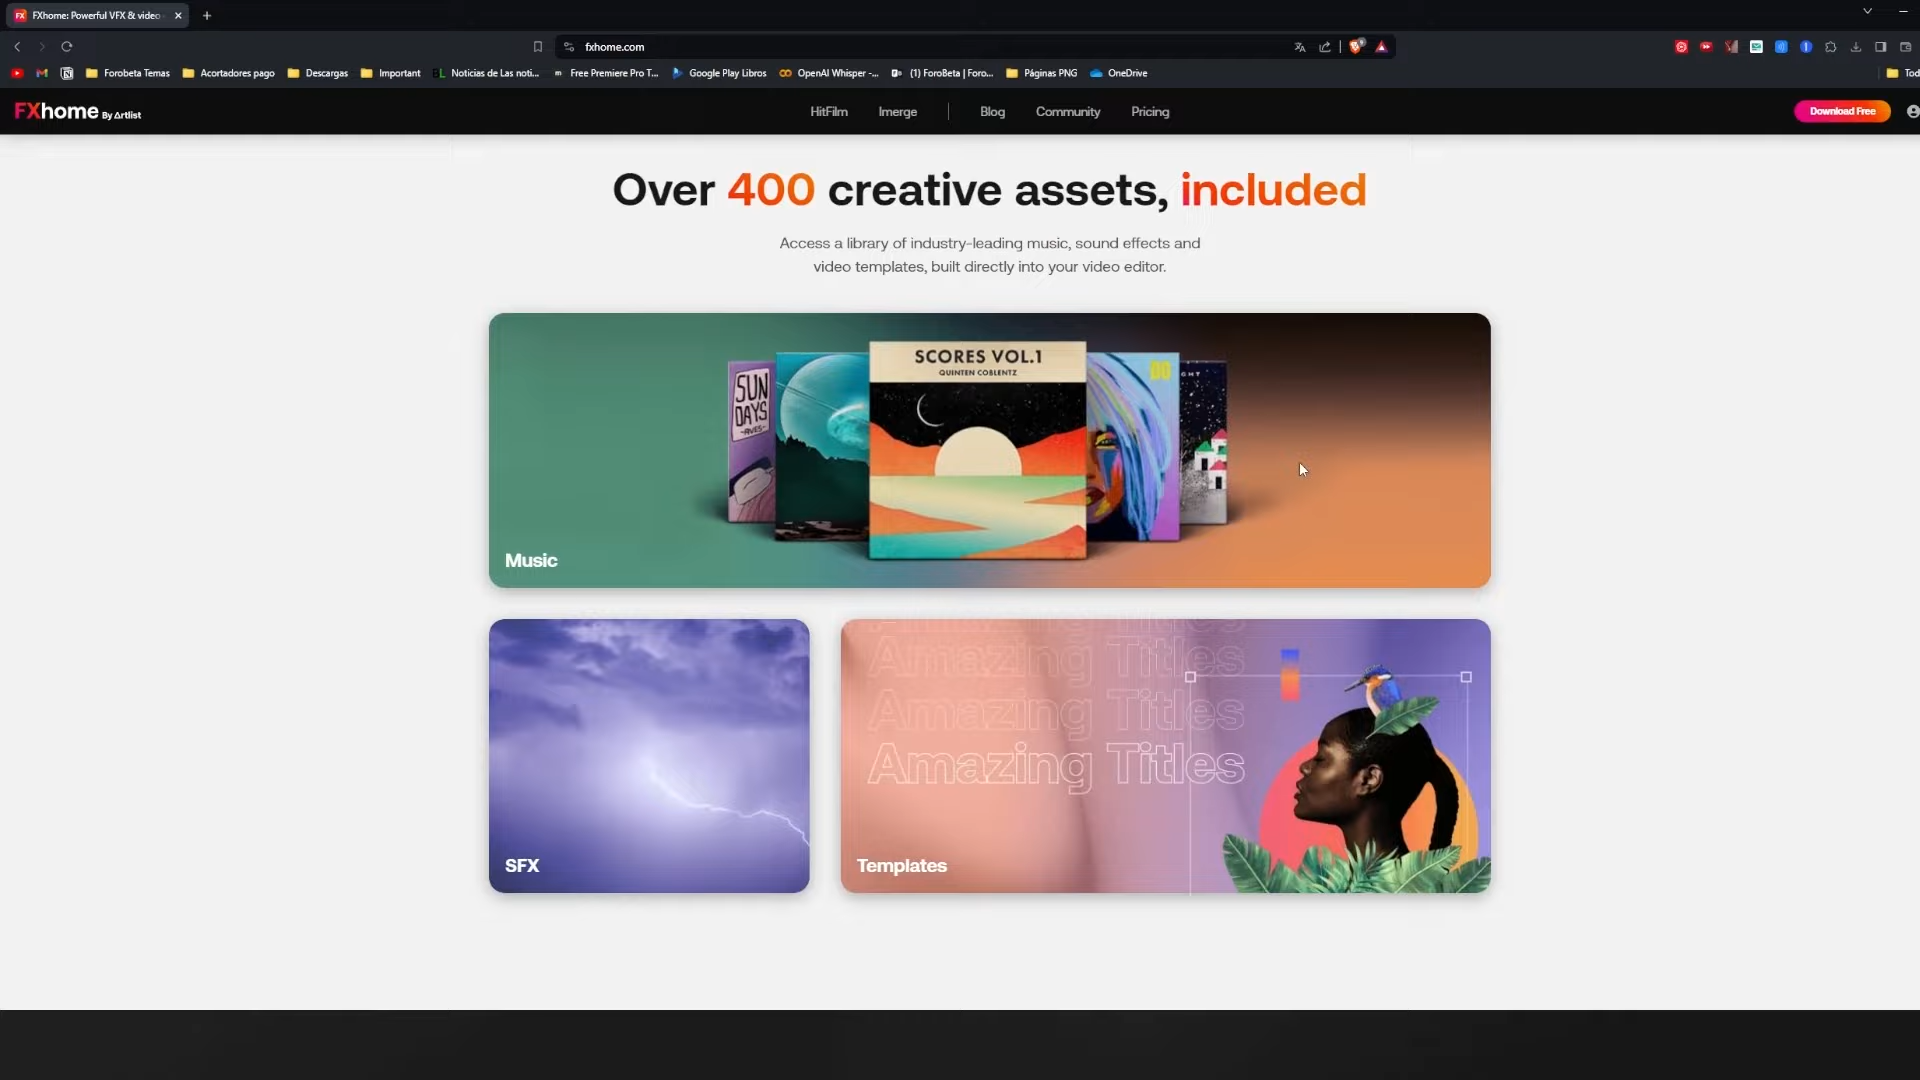 FXhome: Powerful VFX & video
fxhome.com
Forobeta Temas
Acortadores pago
Descargas
Important
Noticias de Las noti...
Free Premiere Pro T...
Google Play Libros
OpenAI Whisper -...
(1) ForoBeta | Foro...
Páginas PNG
OneDrive
Tod
FXhome By Artlist
HitFilm
Imerge
Blog
Community
Pricing
Download Free
Over 400 creative assets, included
Access a library of industry-leading music, sound effects and
video templates, built directly into your video editor.
SUN
DAYS
SCORES VOL.1
QUINTEN COBLENTZ
GHT
Music
Amazing Titles
Amazing Titles
Amazing Titles
Amazing Titles
SFX
Templates